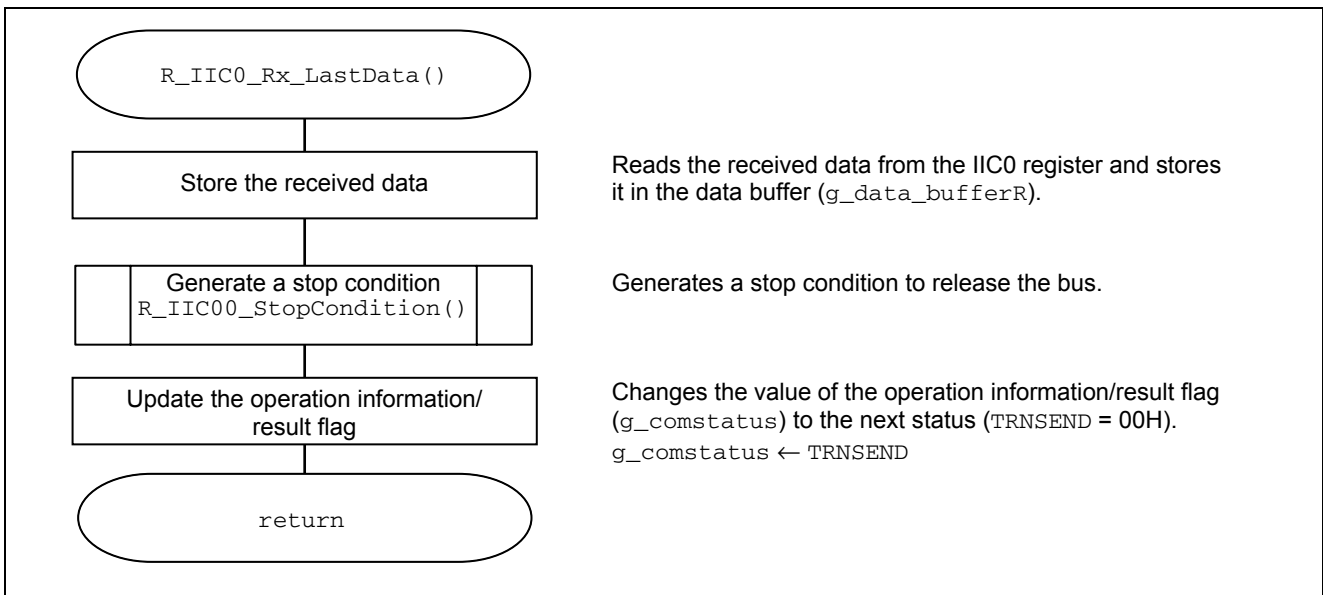 R_IIC0_Rx_LastData()
Store the received data
Reads the received data from the IIC0 register and stores
it in the data buffer (g_data_bufferR).
Generate a stop condition
R_IIC00_StopCondition()
Generates a stop condition to release the bus.
Update the operation information/
result flag
Changes the value of the operation information/result flag
(g_comstatus) to the next status (TRNSEND = 00H).
g_comstatus ← TRNSEND
return